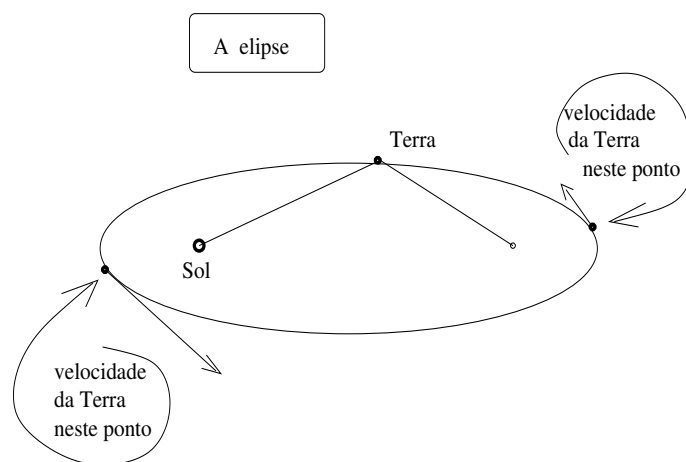 A elipse
velocidade
da Terra
neste ponto
Terra
Sol
velocidade
da Terra
neste ponto